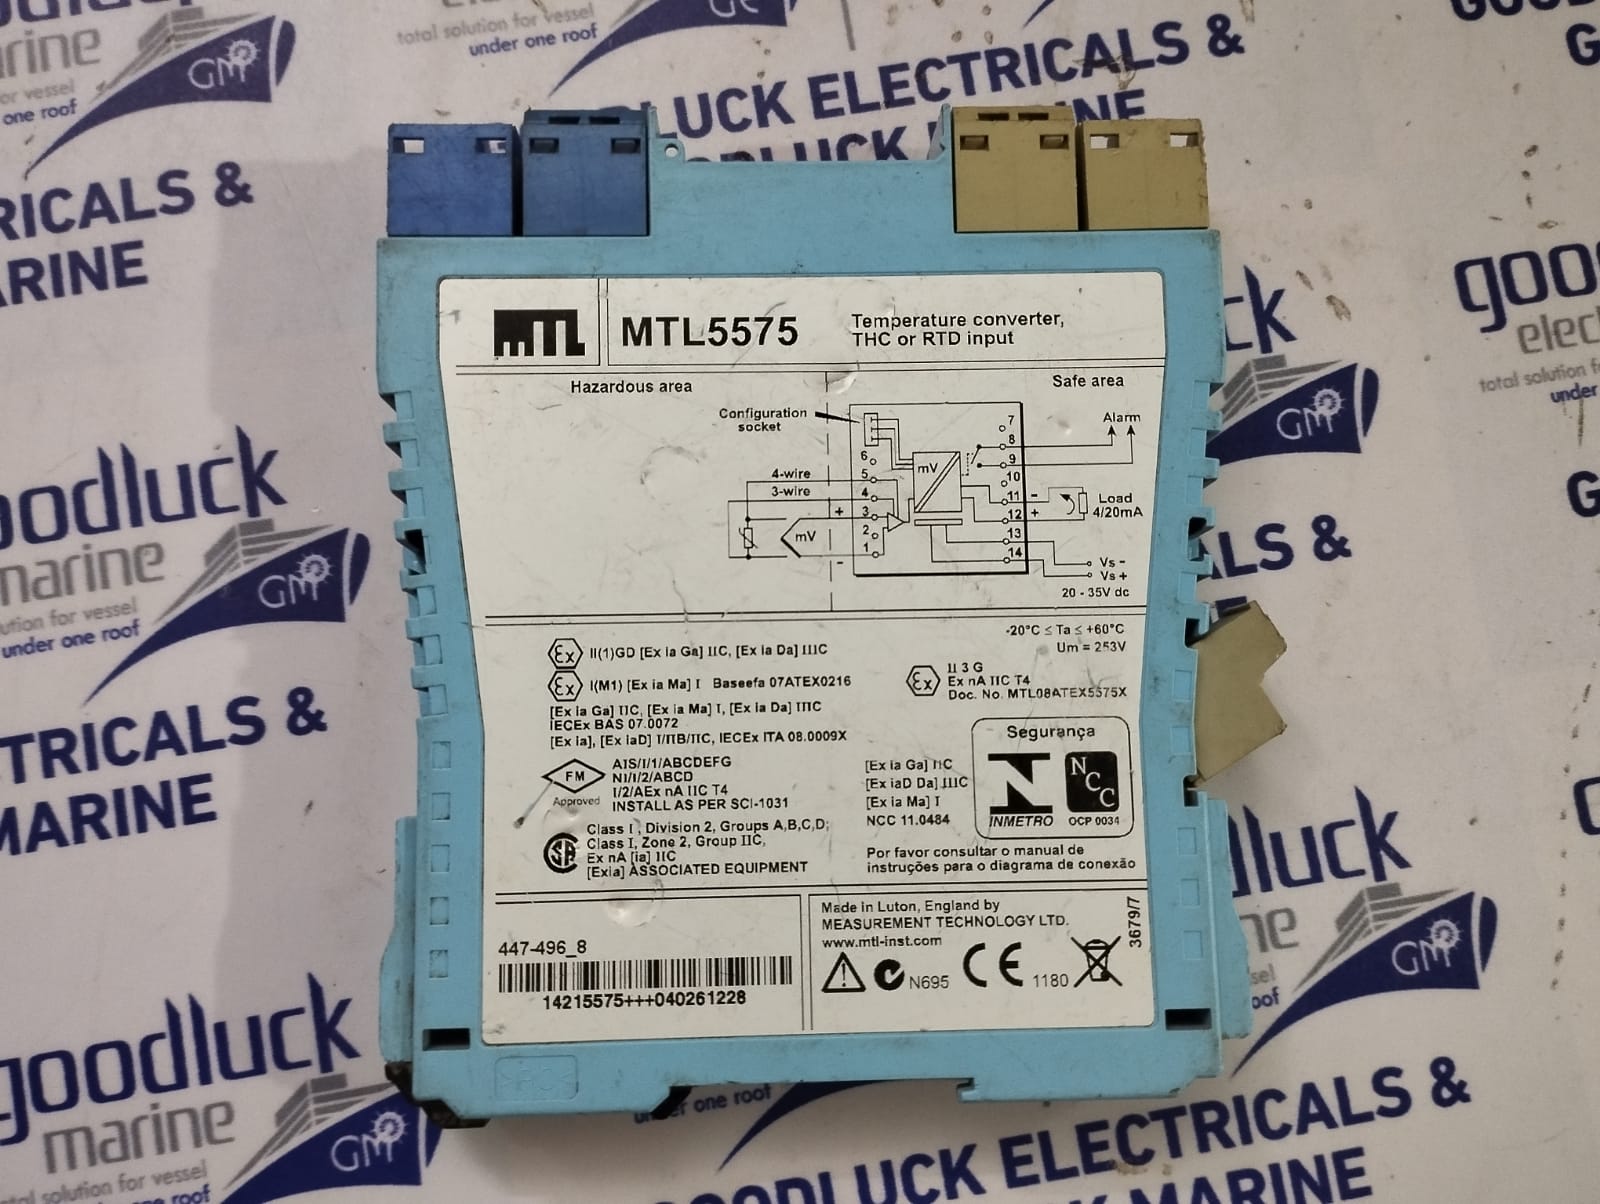 MTL
MTL5575
Temperature converter,
THC or RTD input
Hazardous area
Safe area
Configuration
socket
Alarm
4-wire
3-wire
mV
mV
+
-
6
5
4
3
2
1
7
8
9
10
11
12
13
14
-
+
Load
4/20mA
Vs -
Vs +
20 - 35V dc
-20°C ≤ Ta ≤ +60°C
Um = 253V
Ex II(1)GD [Ex ia Ga] IIC, [Ex ia Da] IIIC
Ex I(M1) [Ex ia Ma] I Baseefa 07ATEX0216
[Ex ia Ga] IIC, [Ex ia Ma] I, [Ex ia Da] IIIC
IECEx BAS 07.0072
[Ex ia], [Ex iaD] I/IIB/IIC, IECEx ITA 08.0009X
Ex II 3 G
Ex nA IIC T4
Doc. No. MTL08ATEX5575X
FM
Approved
AIS/I/1/ABCDEFG
NI/I/2/ABCD
I/2/AEx nA IIC T4
INSTALL AS PER SCI-1031
Class I , Division 2, Groups A,B,C,D;
Class I, Zone 2, Group IIC,
Ex nA [ia] IIC
[Exia] ASSOCIATED EQUIPMENT
[Ex ia Ga] IIC
[Ex iaD Da] IIIC
[Ex ia Ma] I
NCC 11.0484
Segurança
INMETRO
NCC
OCP 0034
Por favor consultar o manual de
instruções para o diagrama de conexão
447-496_8
14215575+++040261228
Made in Luton, England by
MEASUREMENT TECHNOLOGY LTD.
www.mtl-inst.com
N695
CE
1180
3679/7
>PC<
goodluck
marine
GM
total solution for vessel
under one roof
GOODLUCK ELECTRICALS &
MARINE